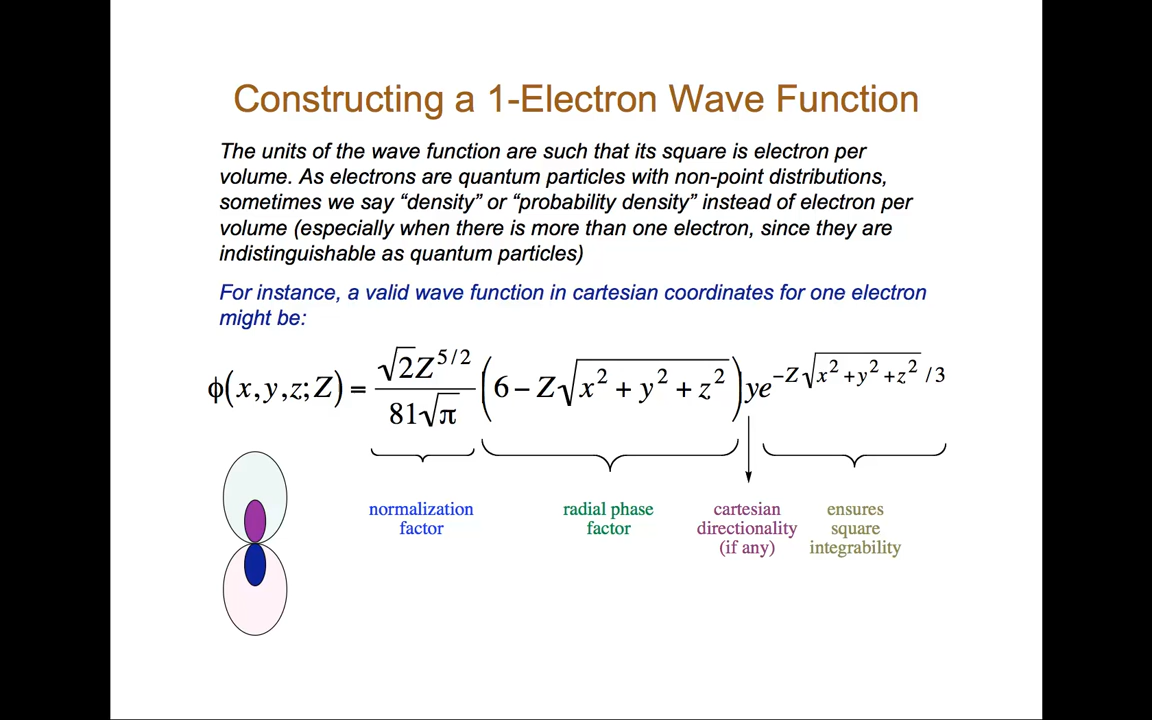 Constructing a 1-Electron Wave Function
The units of the wave function are such that its square is electron per
volume. As electrons are quantum particles with non-point distributions,
sometimes we say “density” or “probability density” instead of electron per
volume (especially when there is more than one electron, since they are
indistinguishable as quantum particles)
For instance, a valid wave function in cartesian coordinates for one electron
might be:
ϕ(x,y,z;Z) = √2Z^5/2 / 81√π (6 − Z√x² + y² + z²) ye^−Z√x²+y²+z² /3
normalization
factor
radial phase
factor
cartesian
directionality
(if any)
ensures
square
integrability